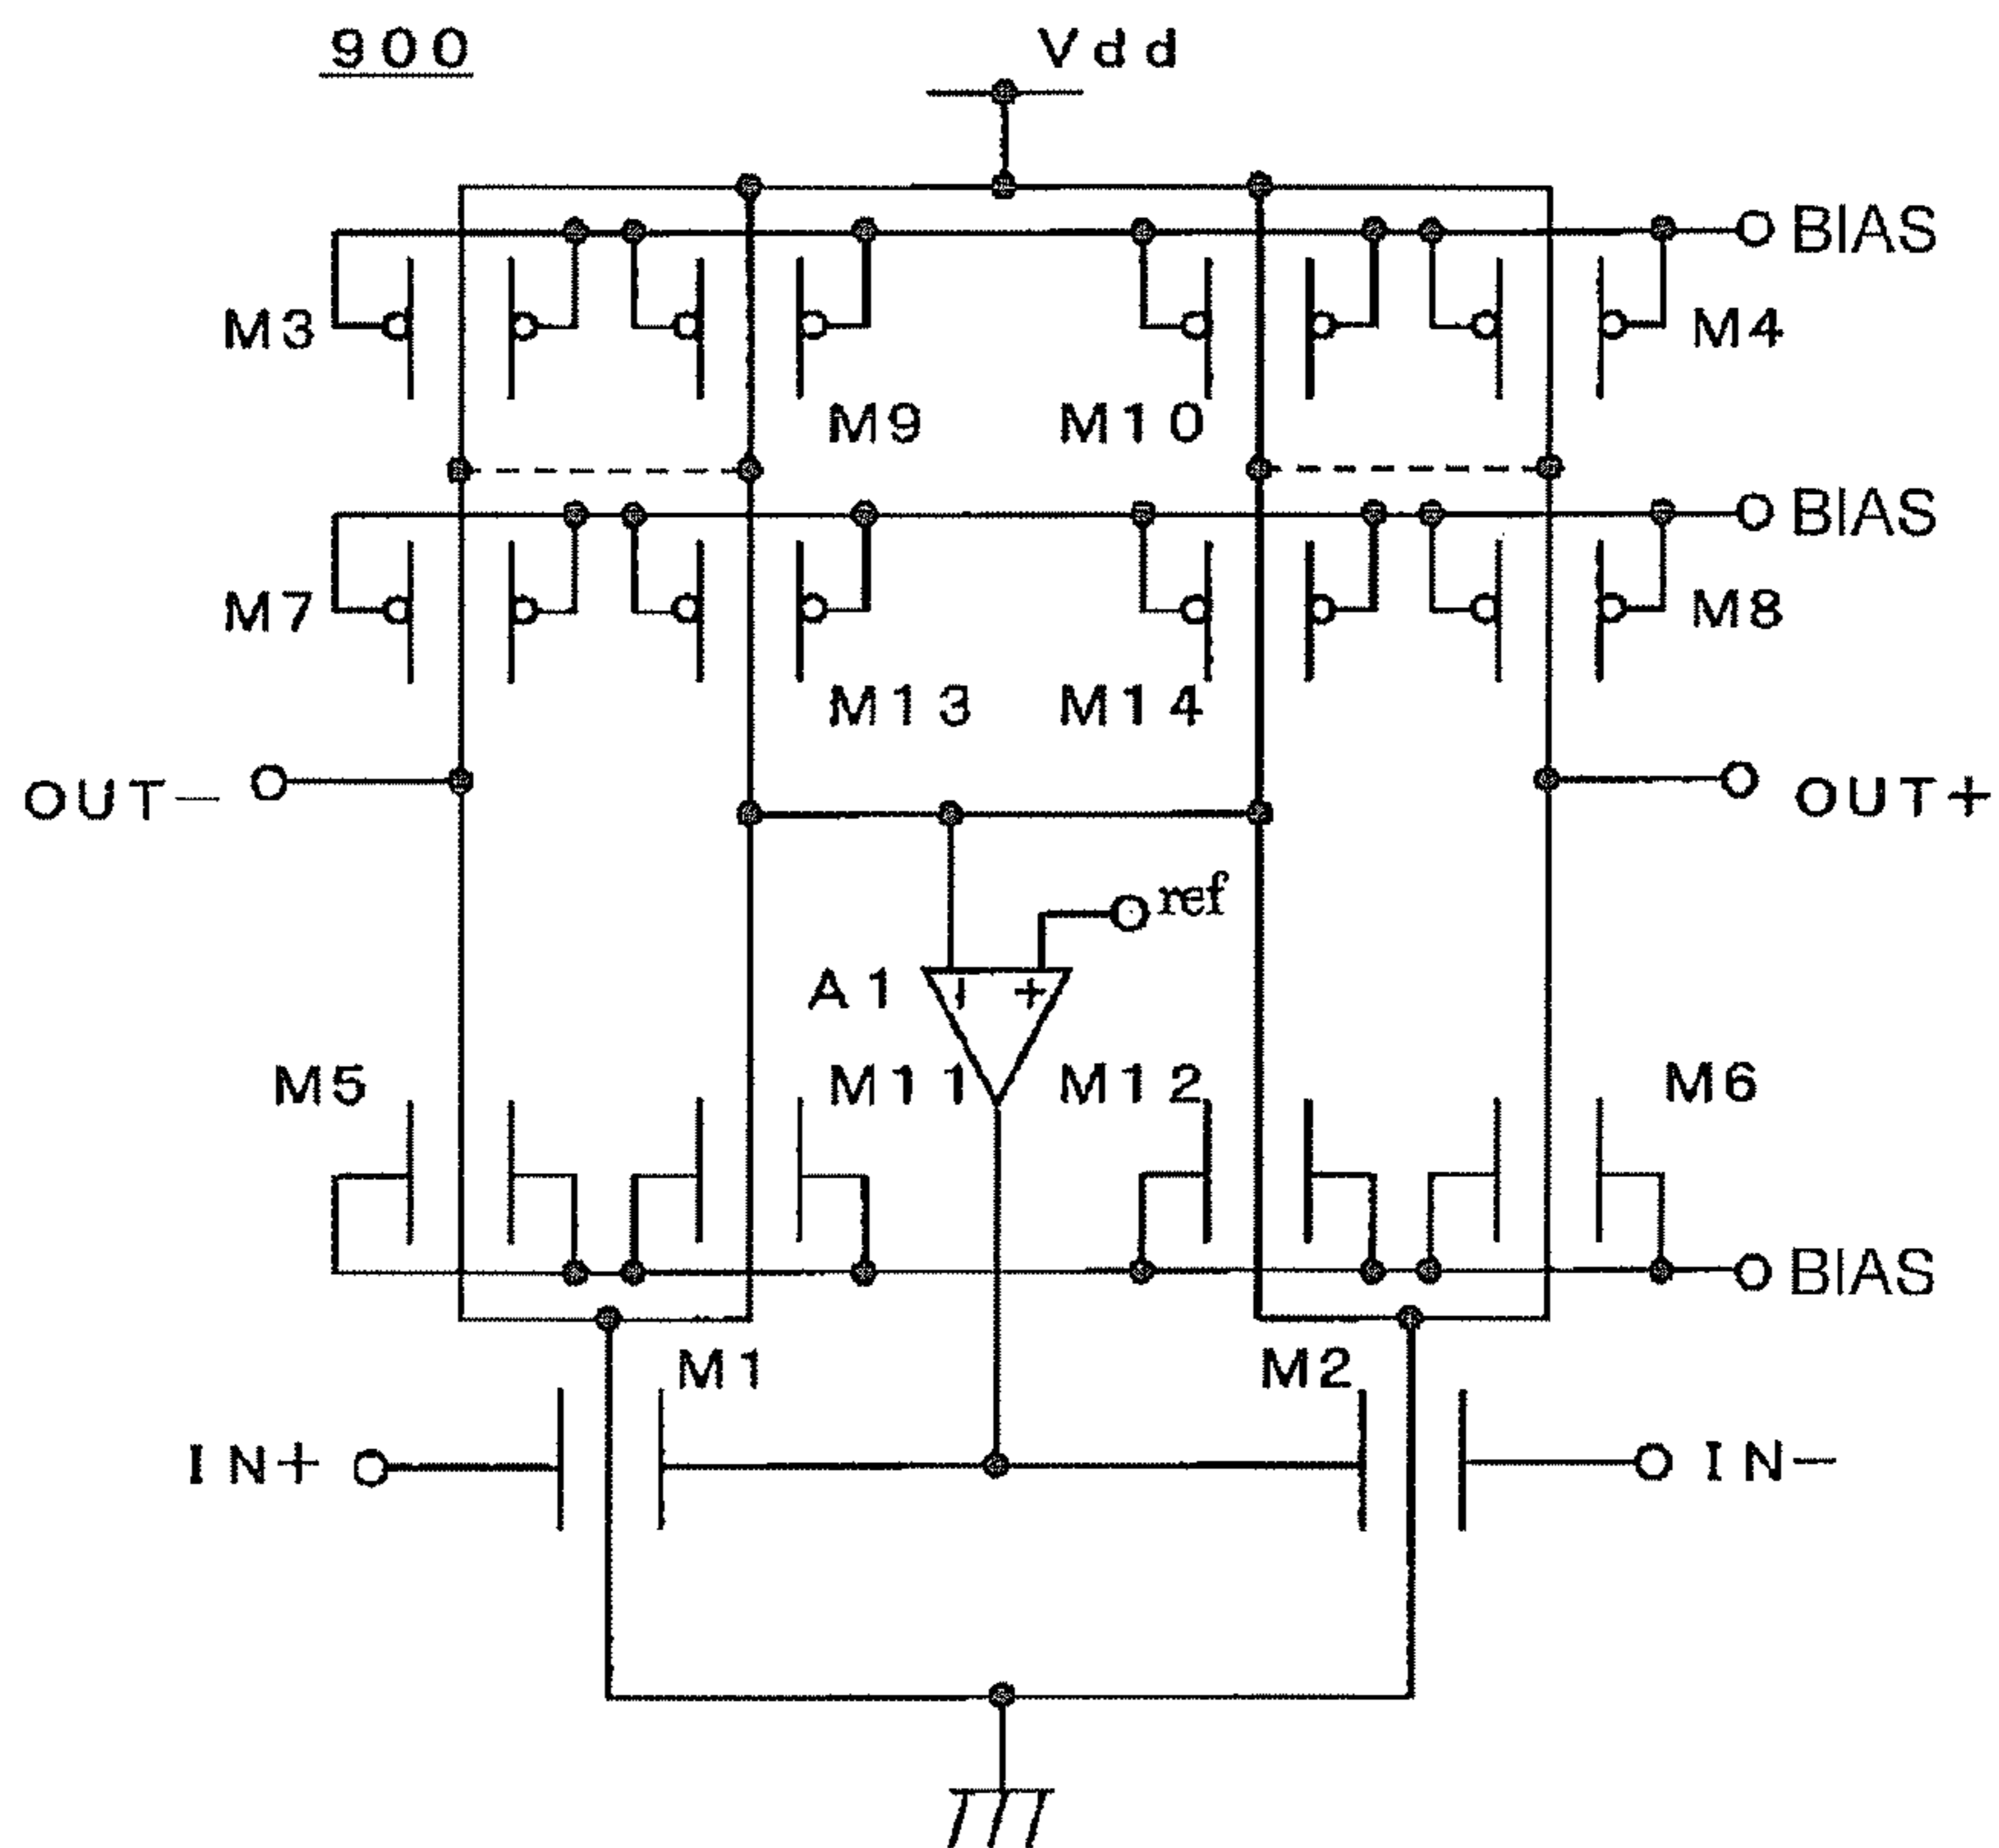 900
Vdd
BIAS
M3
M4
M9
M10
BIAS
M7
M8
M13
M14
OUT−
OUT+
ref
A1
− +
M5
M11
M12
M6
BIAS
M1
M2
IN+
IN−